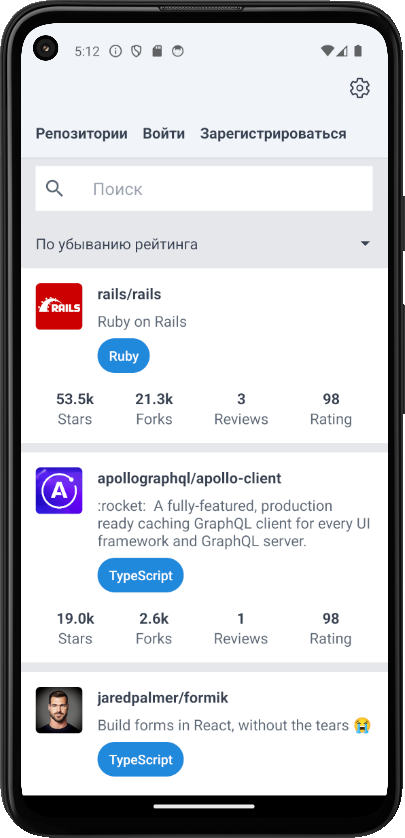 5:12
Репозитории Войти Зарегистрироваться
Поиск
По убыванию рейтинга
RAILS
rails/rails
Ruby on Rails
Ruby
53.5k 21.3k 3 98
Stars Forks Reviews Rating
A
apollographql/apollo-client
:rocket: A fully-featured, production
ready caching GraphQL client for every UI
framework and GraphQL server.
TypeScript
19.0k 2.6k 1 98
Stars Forks Reviews Rating
jaredpalmer/formik
Build forms in React, without the tears 😭
TypeScript